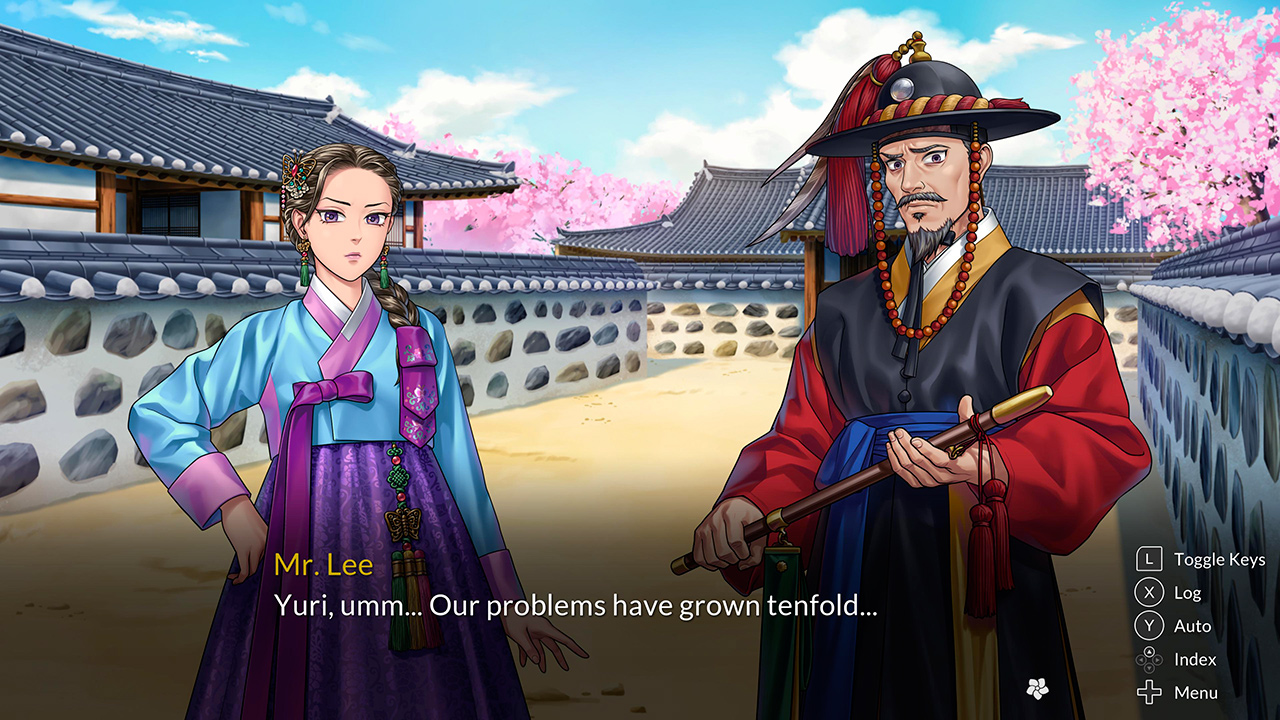 Mr. Lee
Yuri, umm... Our problems have grown tenfold...
L Toggle Keys
X Log
Y Auto
Index
Menu